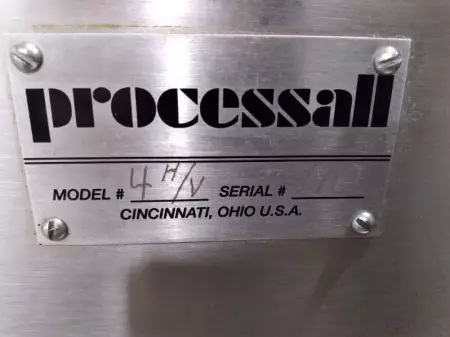 processall
MODEL # 4 H/V SERIAL #
CINCINNATI, OHIO U.S.A.